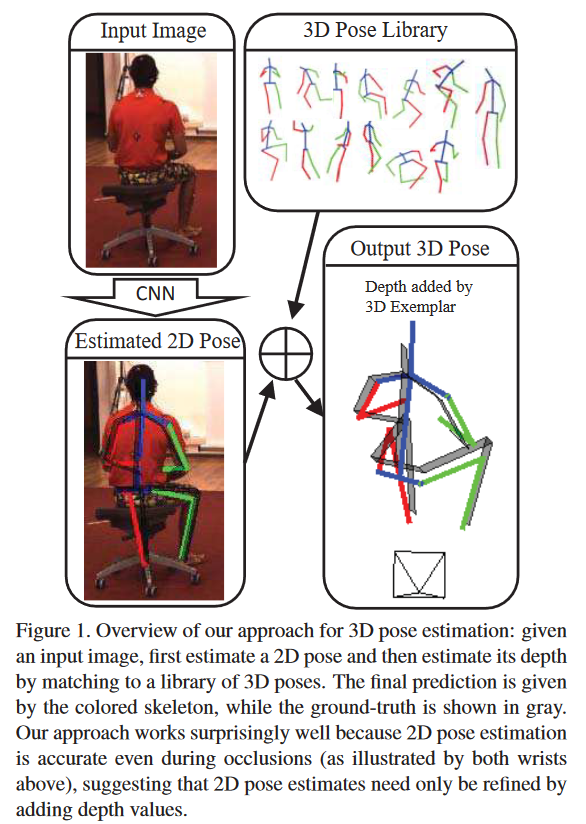 Input Image
3D Pose Library
CNN
Estimated 2D Pose
Output 3D Pose
Depth added by
3D Exemplar
Figure 1. Overview of our approach for 3D pose estimation: given
an input image, first estimate a 2D pose and then estimate its depth
by matching to a library of 3D poses. The final prediction is given
by the colored skeleton, while the ground-truth is shown in gray.
Our approach works surprisingly well because 2D pose estimation
is accurate even during occlusions (as illustrated by both wrists
above), suggesting that 2D pose estimates need only be refined by
adding depth values.